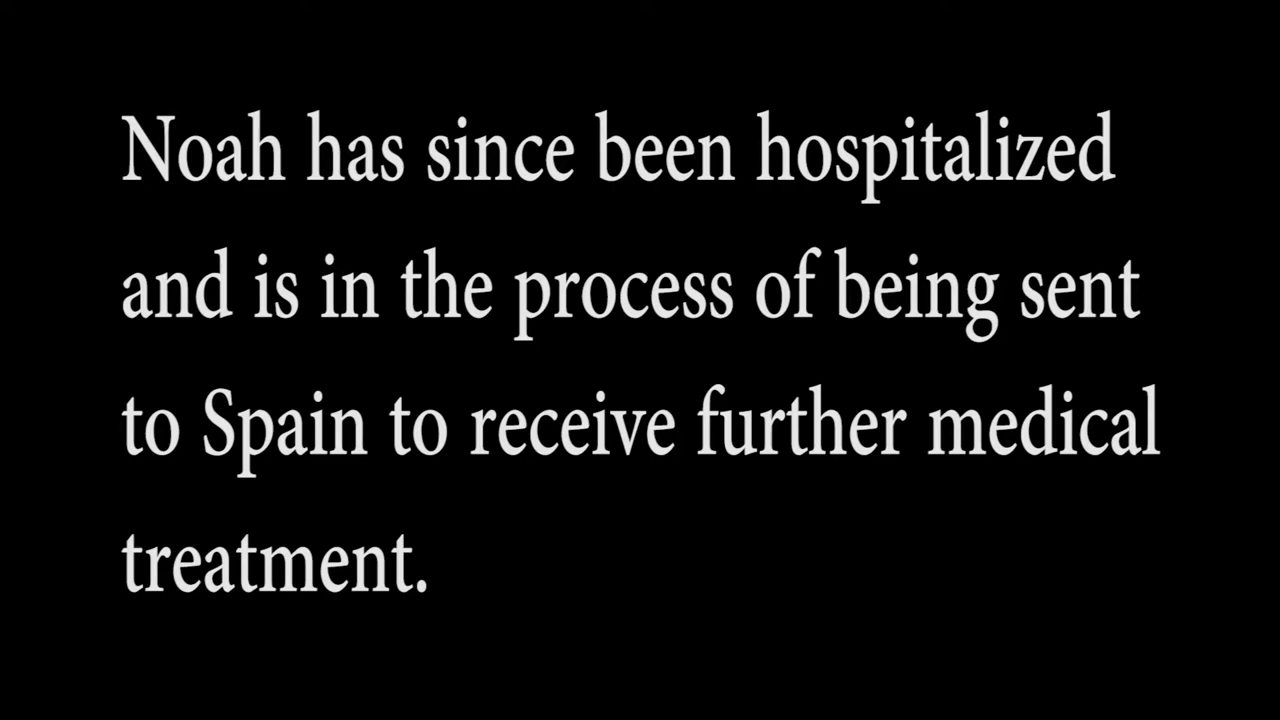 Noah has since been hospitalized
and is in the process of being sent
to Spain to receive further medical
treatment.